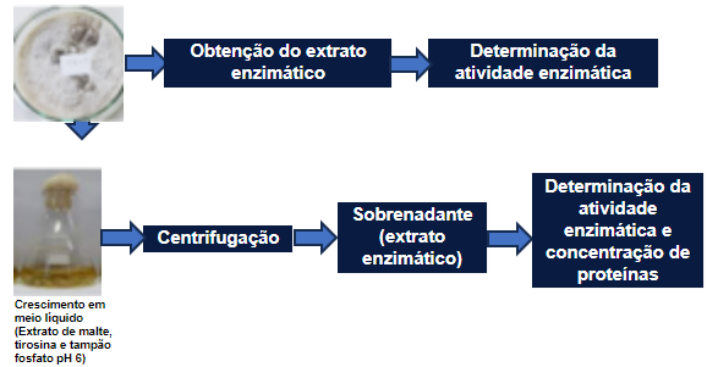 Obtenção do extrato
enzimático
Determinação da
atividade enzimática
Centrifugação
Sobrenadante
(extrato
enzimático)
Determinação da
atividade
enzimática e
concentração de
proteínas
Crescimento em
meio líquido
(Extrato de malte,
tirosina e tampão
fosfato pH 6)